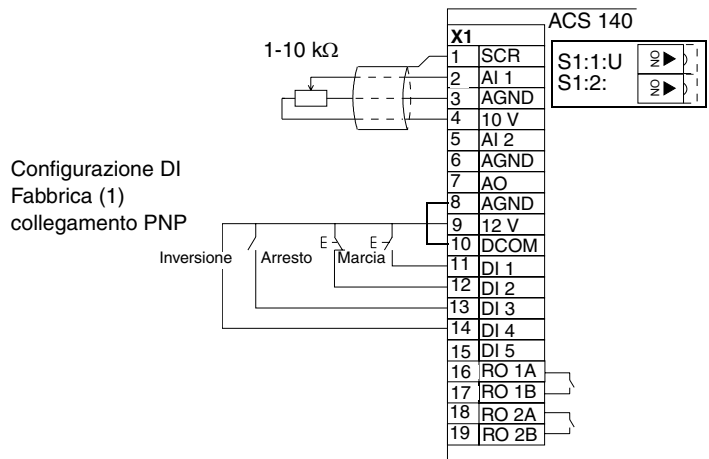 ACS 140
X1
1-10 kΩ
1 SCR
2 AI 1
3 AGND
4 10 V
5 AI 2
6 AGND
7 AO
8 AGND
9 12 V
10 DCOM
11 DI 1
12 DI 2
13 DI 3
14 DI 4
15 DI 5
16 RO 1A
17 RO 1B
18 RO 2A
19 RO 2B
S1:1:U
S1:2:
ON
ON
Configurazione DI
Fabbrica (1)
collegamento PNP
Inversione
Arresto
E
Marcia
E